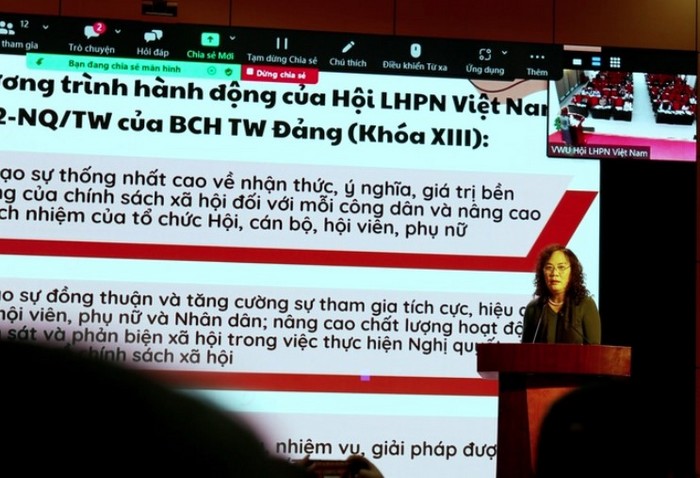 12
2
tham gia
Trò chuyện
Hỏi đáp
Chia sẻ Mới
Tạm dừng Chia sẻ
Chú thích
Điều khiển Từ xa
Ứng dụng
Thêm
Bạn đang chia sẻ màn hình
Dừng chia sẻ
VWU Hội LHPN Việt Nam
ương trình hành động của Hội LHPN Việt Nam
2-NQ/TW của BCH TW Đảng (Khóa XIII):
ạo sự thống nhất cao về nhận thức, ý nghĩa, giá trị bền
ng của chính sách xã hội đối với mỗi công dân và nâng cao
ch nhiệm của tổ chức Hội, cán bộ, hội viên, phụ nữ
o sự đồng thuận và tăng cường sự tham gia tích cực, hiệu q
hội viên, phụ nữ và Nhân dân; nâng cao chất lượng hoạt độ
sát và phản biện xã hội trong việc thực hiện Nghị quyế
chính sách xã hội
nhiệm vụ, giải pháp đượ